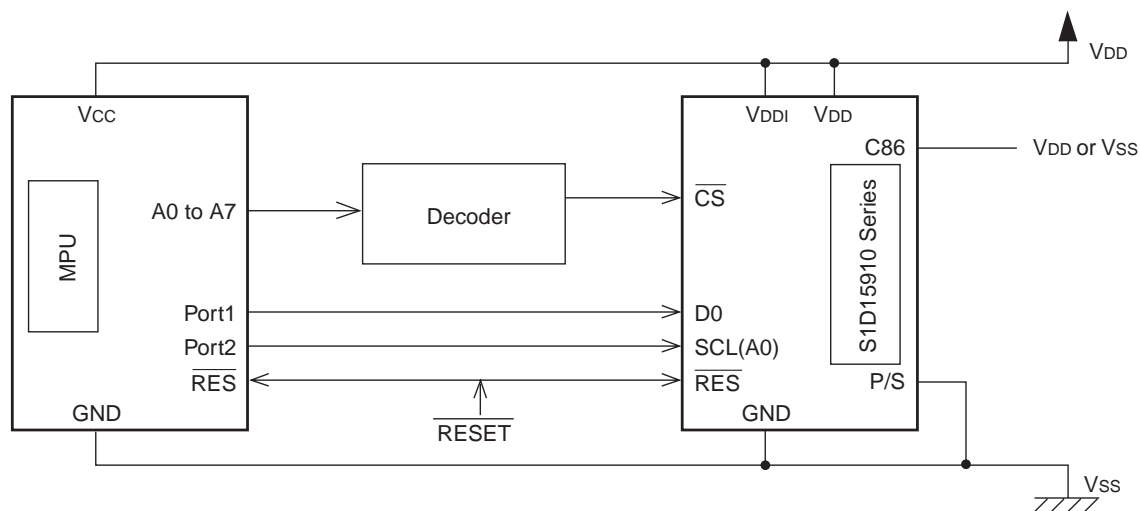 VDD
VCC
VDDI
VDD
C86
VDD or VSS
A0 to A7
Decoder
CS
MPU
S1D15910 Series
Port1
D0
Port2
SCL(A0)
RES
RES
P/S
GND
RESET
GND
VSS